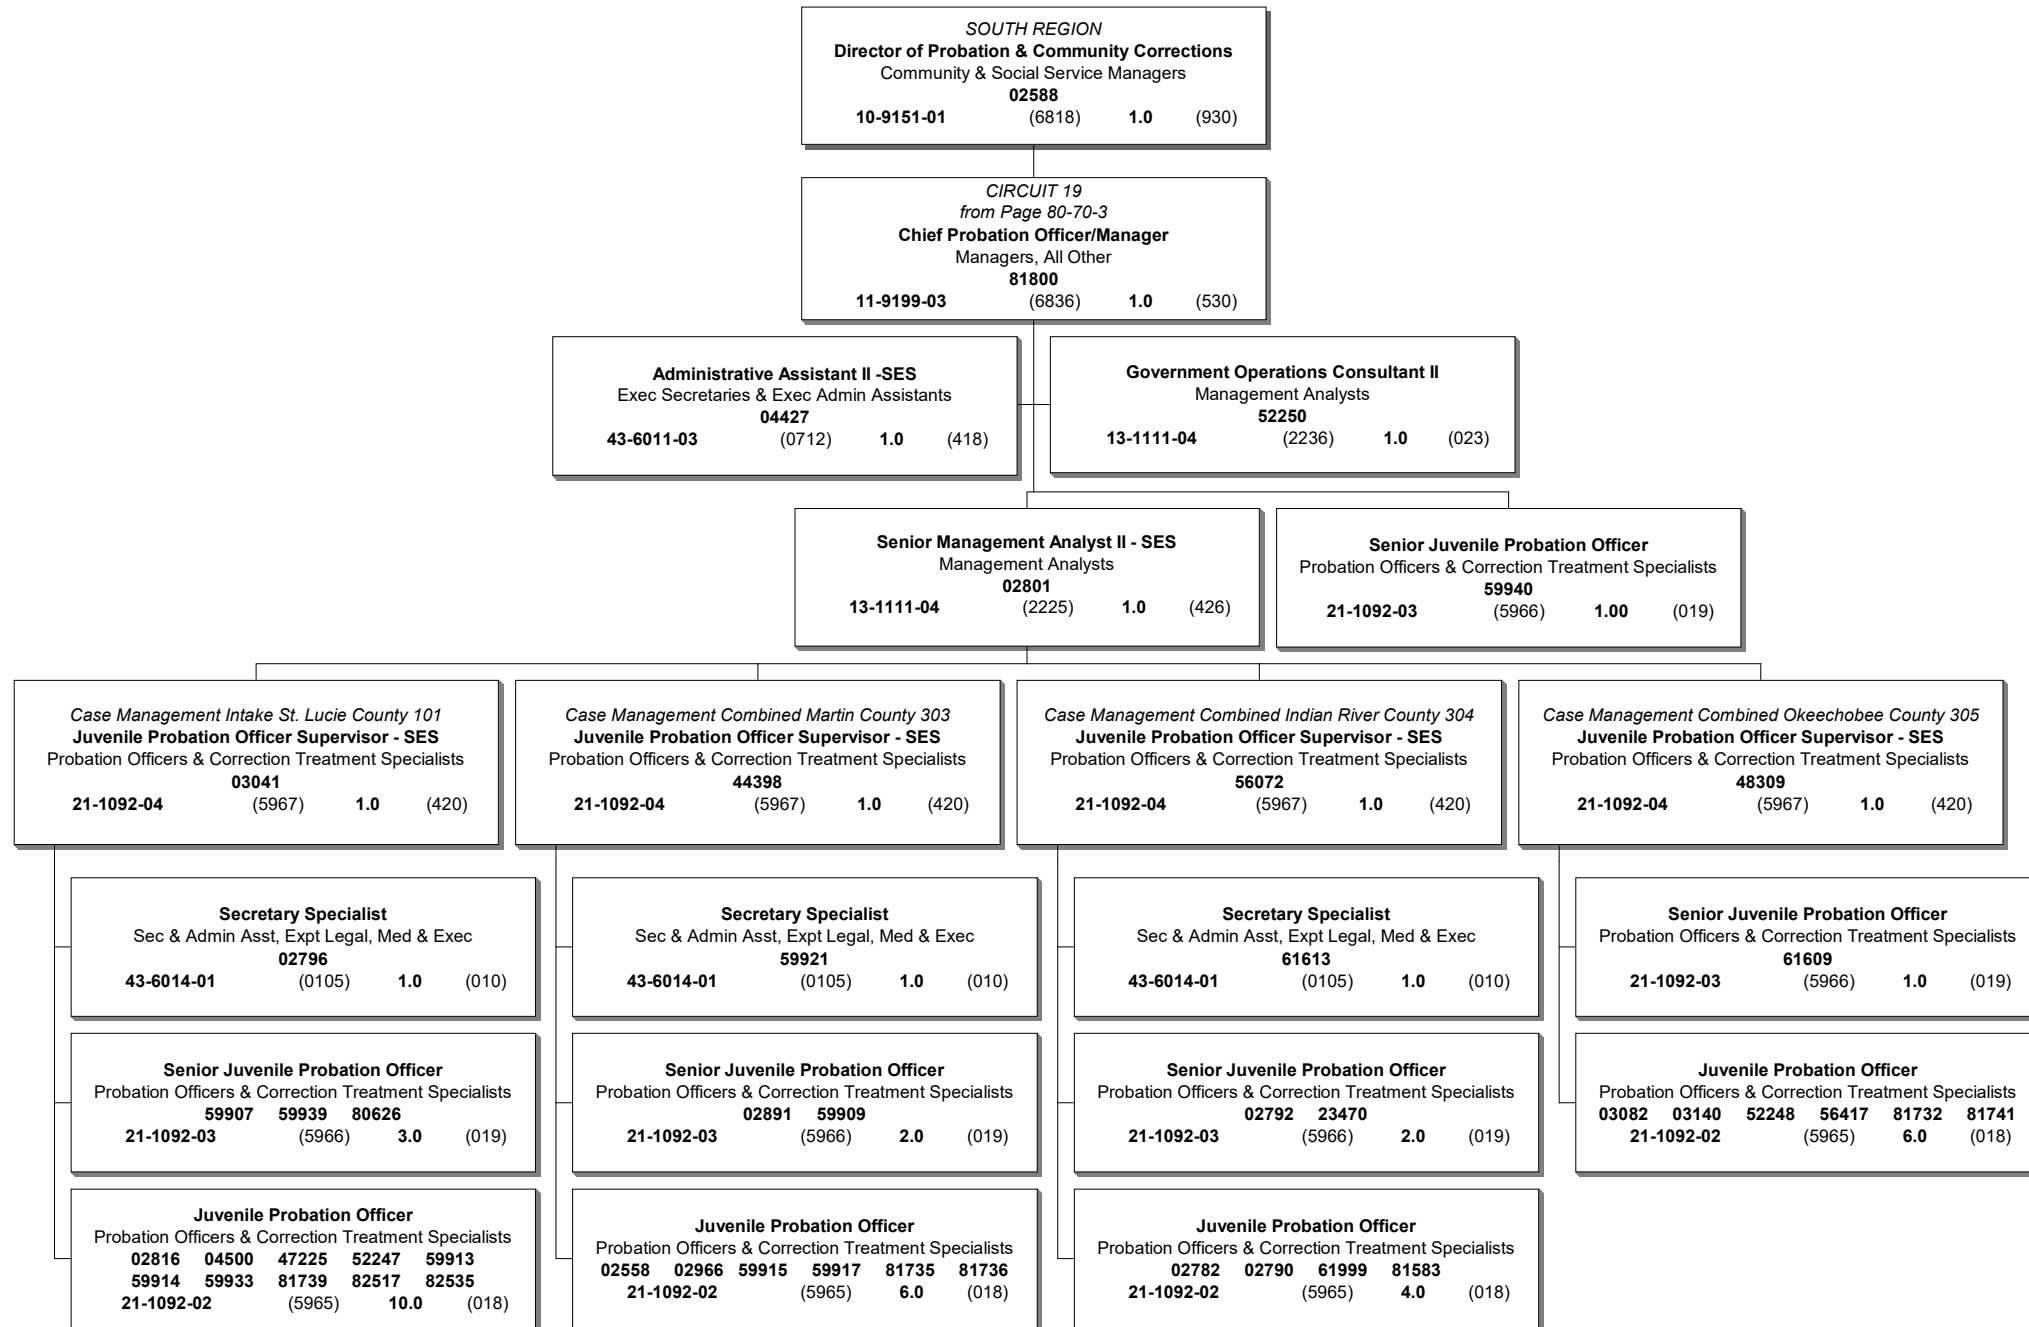 SOUTH REGION
Director of Probation & Community Corrections
Community & Social Service Managers
02588
10-9151-01 (6818) 1.0 (930)
CIRCUIT 19
from Page 80-70-3
Chief Probation Officer/Manager
Managers, All Other
81800
11-9199-03 (6836) 1.0 (530)
Administrative Assistant II -SES
Exec Secretaries & Exec Admin Assistants
04427
43-6011-03 (0712) 1.0 (418)
Government Operations Consultant II
Management Analysts
52250
13-1111-04 (2236) 1.0 (023)
Senior Management Analyst II - SES
Management Analysts
02801
13-1111-04 (2225) 1.0 (426)
Senior Juvenile Probation Officer
Probation Officers & Correction Treatment Specialists
59940
21-1092-03 (5966) 1.00 (019)
Case Management Intake St. Lucie County 101
Juvenile Probation Officer Supervisor - SES
Probation Officers & Correction Treatment Specialists
03041
21-1092-04 (5967) 1.0 (420)
Secretary Specialist
Sec & Admin Asst, Expt Legal, Med & Exec
02796
43-6014-01 (0105) 1.0 (010)
Senior Juvenile Probation Officer
Probation Officers & Correction Treatment Specialists
59907 59939 80626
21-1092-03 (5966) 3.0 (019)
Juvenile Probation Officer
Probation Officers & Correction Treatment Specialists
02816 04500 47225 52247 59913
59914 59933 81739 82517 82535
21-1092-02 (5965) 10.0 (018)
Case Management Combined Martin County 303
Juvenile Probation Officer Supervisor - SES
Probation Officers & Correction Treatment Specialists
44398
21-1092-04 (5967) 1.0 (420)
Secretary Specialist
Sec & Admin Asst, Expt Legal, Med & Exec
59921
43-6014-01 (0105) 1.0 (010)
Senior Juvenile Probation Officer
Probation Officers & Correction Treatment Specialists
02891 59909
21-1092-03 (5966) 2.0 (019)
Juvenile Probation Officer
Probation Officers & Correction Treatment Specialists
02558 02966 59915 59917 81735 81736
21-1092-02 (5965) 6.0 (018)
Case Management Combined Indian River County 304
Juvenile Probation Officer Supervisor - SES
Probation Officers & Correction Treatment Specialists
56072
21-1092-04 (5967) 1.0 (420)
Secretary Specialist
Sec & Admin Asst, Expt Legal, Med & Exec
61613
43-6014-01 (0105) 1.0 (010)
Senior Juvenile Probation Officer
Probation Officers & Correction Treatment Specialists
02792 23470
21-1092-03 (5966) 2.0 (019)
Juvenile Probation Officer
Probation Officers & Correction Treatment Specialists
02782 02790 61999 81583
21-1092-02 (5965) 4.0 (018)
Case Management Combined Okeechobee County 305
Juvenile Probation Officer Supervisor - SES
Probation Officers & Correction Treatment Specialists
48309
21-1092-04 (5967) 1.0 (420)
Senior Juvenile Probation Officer
Probation Officers & Correction Treatment Specialists
61609
21-1092-03 (5966) 1.0 (019)
Juvenile Probation Officer
Probation Officers & Correction Treatment Specialists
03082 03140 52248 56417 81732 81741
21-1092-02 (5965) 6.0 (018)